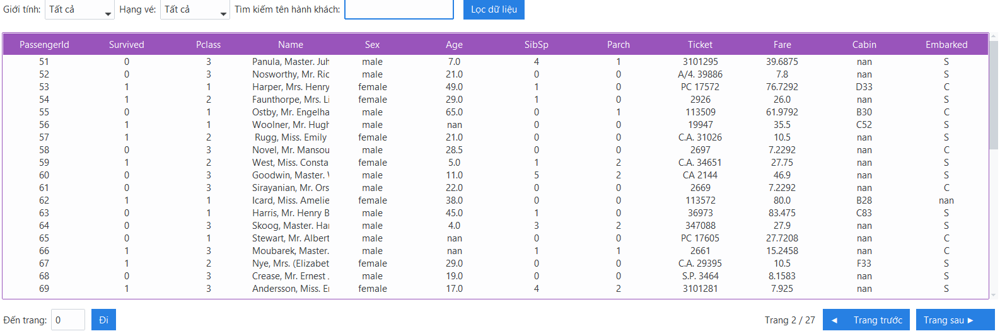 Giới tính: Tất cả Hạng vé: Tất cả Tìm kiếm tên hành khách: Lọc dữ liệu
PassengerId Survived Pclass Name Sex Age SibSp Parch Ticket Fare Cabin Embarked
51 0 3 Panula, Master. Juh male 7.0 4 1 3101295 39.6875 nan S
52 0 3 Nosworthy, Mr. Ric male 21.0 0 0 A/4. 39886 7.8 nan S
53 1 1 Harper, Mrs. Henry female 49.0 1 0 PC 17572 76.7292 D33 C
54 1 2 Faunthorpe, Mrs. Li female 29.0 1 0 2926 26.0 nan S
55 0 1 Ostby, Mr. Engelha male 65.0 0 1 113509 61.9792 B30 C
56 1 1 Woolner, Mr. Hugh male nan 0 0 19947 35.5 C52 S
57 1 2 Rugg, Miss. Emily female 21.0 0 0 C.A. 31026 10.5 nan S
58 0 3 Novel, Mr. Mansou male 28.5 0 0 2697 7.2292 nan C
59 1 2 West, Miss. Consta female 5.0 1 2 C.A. 34651 27.75 nan S
60 0 3 Goodwin, Master. W male 11.0 5 2 CA 2144 46.9 nan S
61 0 3 Sirayanian, Mr. Ors male 22.0 0 0 2669 7.2292 nan C
62 1 1 Icard, Miss. Amelie female 38.0 0 0 113572 80.0 B28 nan
63 0 1 Harris, Mr. Henry B male 45.0 1 0 36973 83.475 C83 S
64 0 3 Skoog, Master. Har male 4.0 3 2 347088 27.9 nan S
65 0 1 Stewart, Mr. Albert male nan 0 0 PC 17605 27.7208 nan C
66 1 3 Moubarek, Master. male nan 1 1 2661 15.2458 nan C
67 1 2 Nye, Mrs. (Elizabet female 29.0 0 0 C.A. 29395 10.5 F33 S
68 0 3 Crease, Mr. Ernest J male 19.0 0 0 S.P. 3464 8.1583 nan S
69 1 3 Andersson, Miss. Er female 17.0 4 2 3101281 7.925 nan S
Đến trang: 0 Đi Trang 2 / 27 ◄ Trang trước Trang sau ►